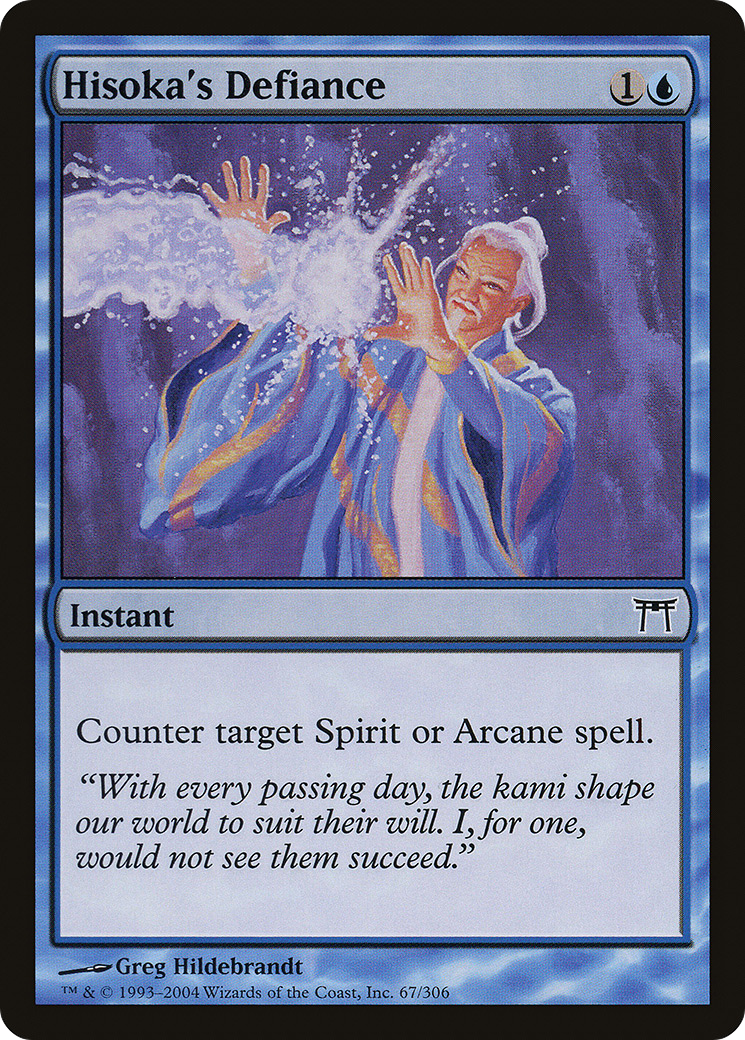 Hisoka's Defiance 1
Instant
Counter target Spirit or Arcane spell.
“With every passing day, the kami shape
our world to suit their will. I, for one,
would not see them succeed.”
Greg Hildebrandt
™ & © 1993–2004 Wizards of the Coast, Inc. 67/306